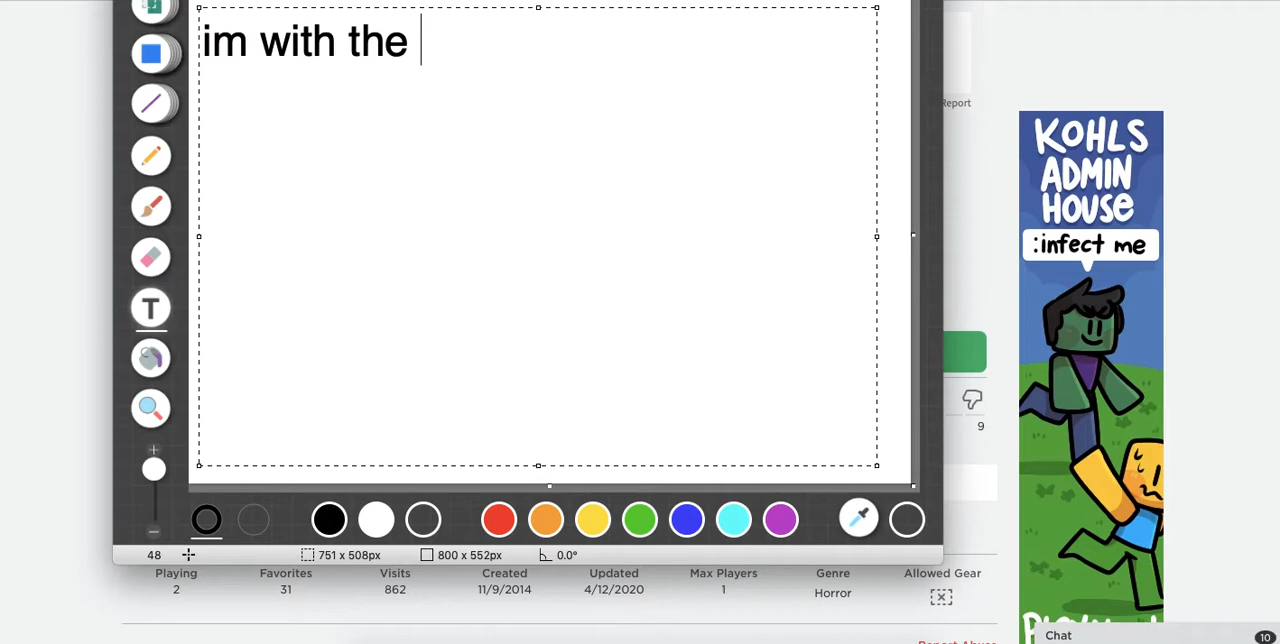 im with the
Report
KOHLS
ADMIN
HOUSE
:infect me
T
9
48
751 x 508px
800 x 552px
0.0°
Playing
Favorites
Visits
Created
Updated
Max Players
Genre
Allowed Gear
2
31
862
11/9/2014
4/12/2020
1
Horror
Report Abuse
Chat
10